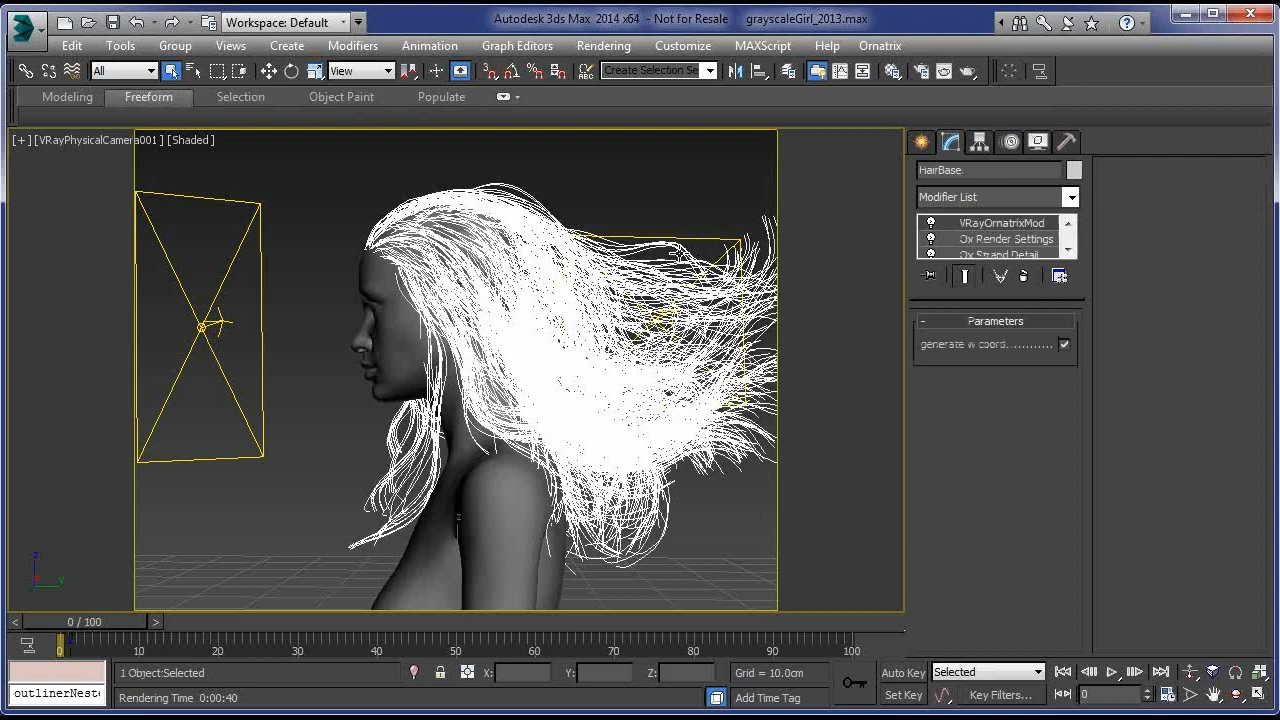 Workspace: Default
Autodesk 3ds Max 2014 x64 - Not for Resale grayscaleGirl_2013.max
Edit Tools Group Views Create Modifiers Animation Graph Editors Rendering Customize MAXScript Help Ornatrix
All View Create Selection Se
Modeling Freeform Selection Object Paint Populate
[+] [VRayPhysicalCamera001] [Shaded]
HairBase
Modifier List
VRayOrnatrixMod
Ox Render Settings
Ox Strand Detail
- Parameters
generate w coord............
z
z
< 0 / 100 >
0 10 20 30 40 50 60 70 80 90 100
1 Object Selected X: Y: Z: Grid = 10.0cm Auto Key Selected
outlinerNeste Rendering Time 0:00:40 Add Time Tag Set Key Key Filters... 0